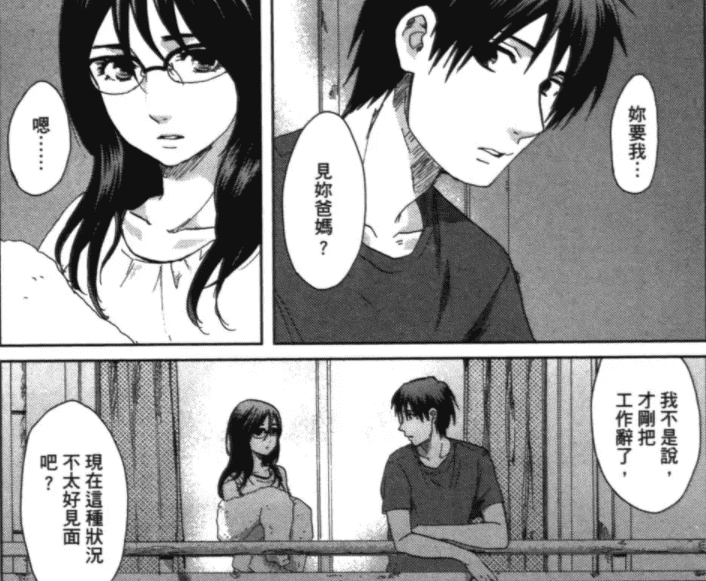 妳要我…
見妳爸媽？
嗯……
我不是說，
才剛把
工作辭了，
現在這種狀況
不太好見面
吧？